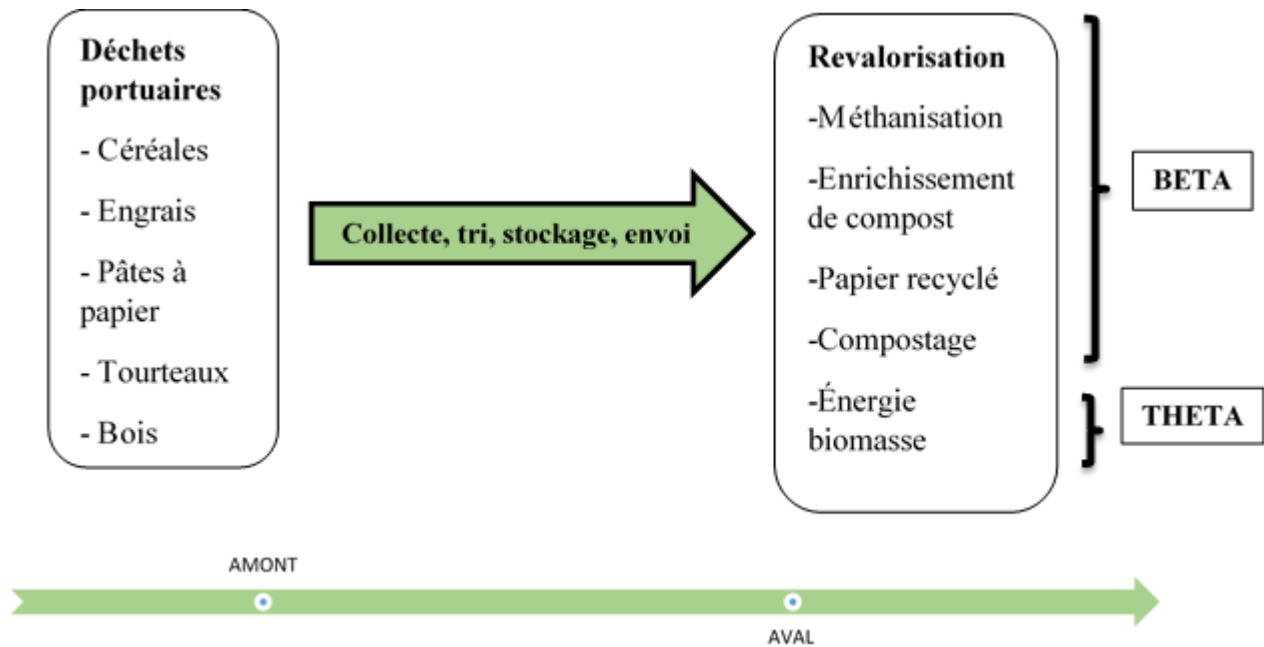 Déchets
portuaires
- Céréales
- Engrais
- Pâtes à
papier
- Tourteaux
- Bois
Collecte, tri, stockage, envoi
Revalorisation
-Méthanisation
-Enrichissement
de compost
-Papier recyclé
-Compostage
-Énergie
biomasse
BETA
THETA
AMONT
AVAL